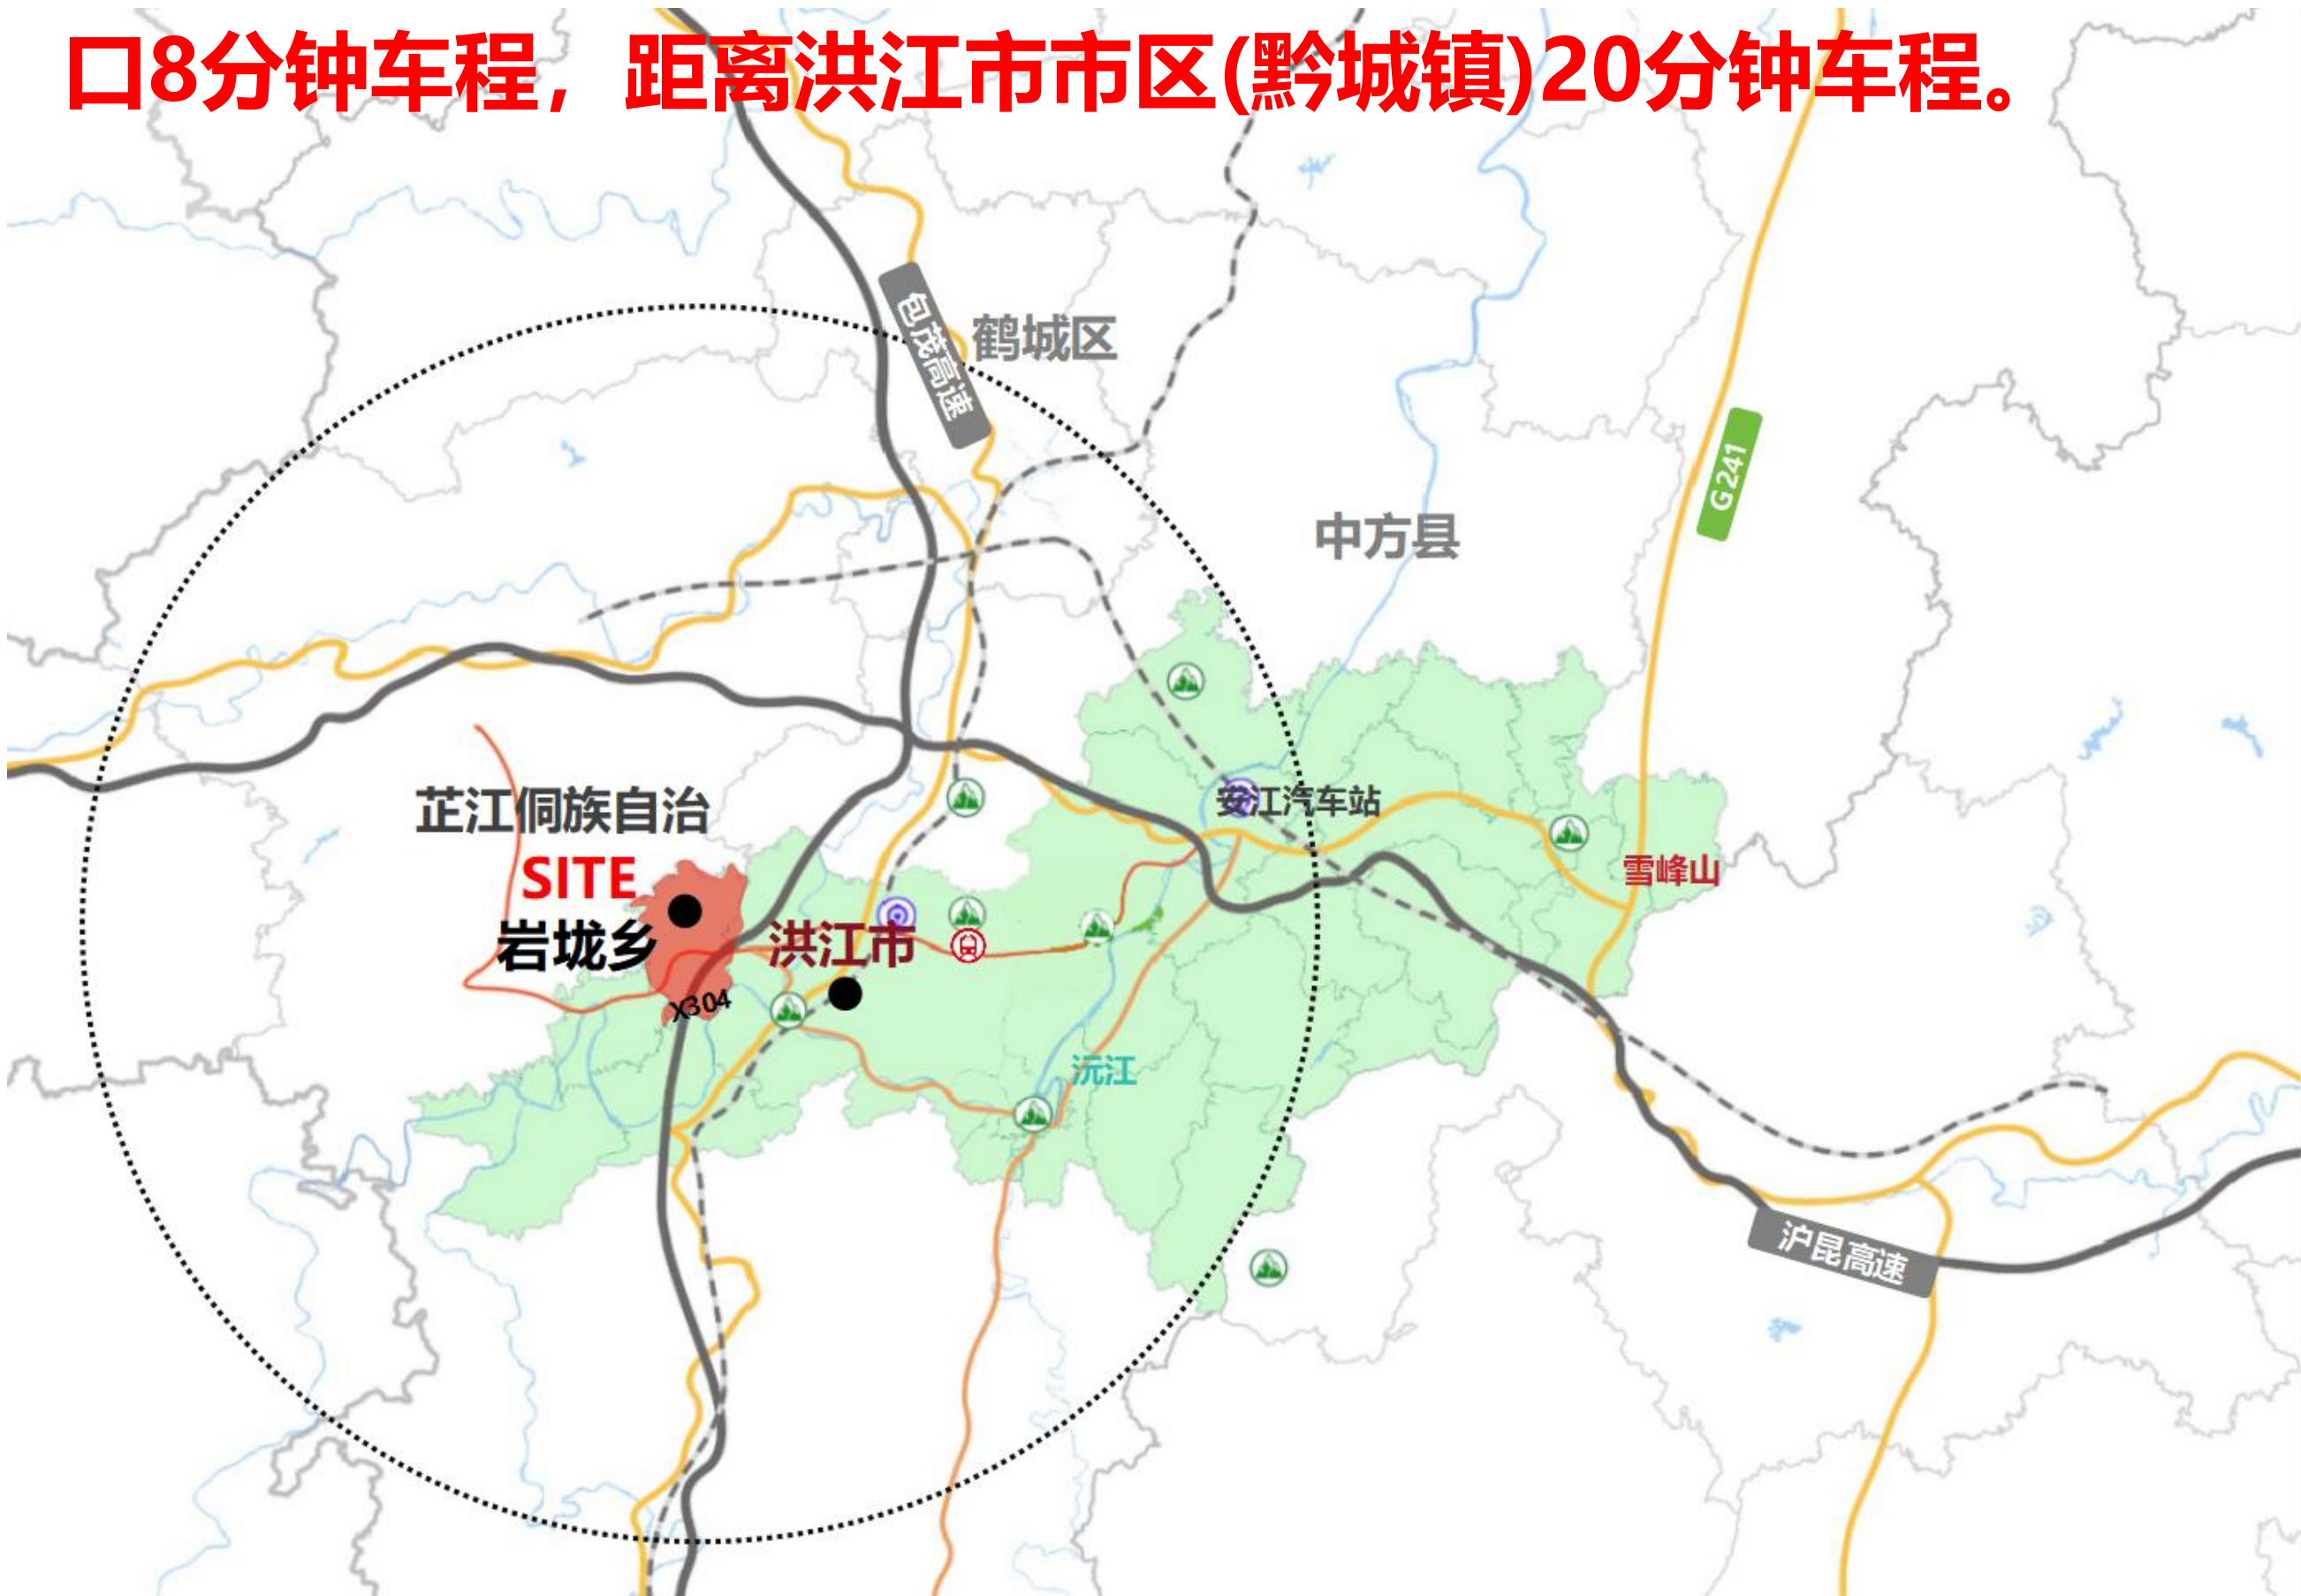 口8分钟车程，距离洪江市市区(黔城镇)20分钟车程。
包茂高速
鹤城区
G241
中方县
芷江侗族自治
安江汽车站
SITE
雪峰山
岩垅乡
洪江市
X304
沅江
沪昆高速